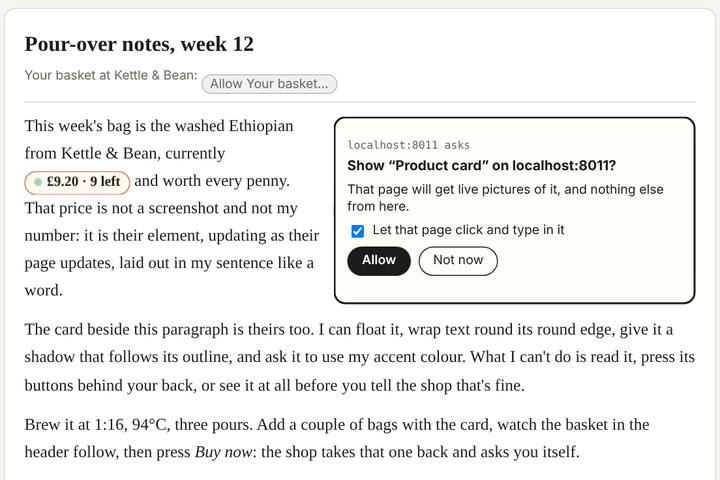 Pour-over notes, week 12
Your basket at Kettle & Bean: Allow Your basket...
This week's bag is the washed Ethiopian
from Kettle & Bean, currently
£9.20 · 9 left and worth every penny.
That price is not a screenshot and not my
number: it is their element, updating as their
page updates, laid out in my sentence like a
word.
localhost:8011 asks
Show “Product card” on localhost:8011?
That page will get live pictures of it, and nothing else
from here.
Let that page click and type in it
Allow Not now
The card beside this paragraph is theirs too. I can float it, wrap text round its round edge, give it a
shadow that follows its outline, and ask it to use my accent colour. What I can't do is read it, press its
buttons behind your back, or see it at all before you tell the shop that's fine.
Brew it at 1:16, 94°C, three pours. Add a couple of bags with the card, watch the basket in the
header follow, then press Buy now: the shop takes that one back and asks you itself.